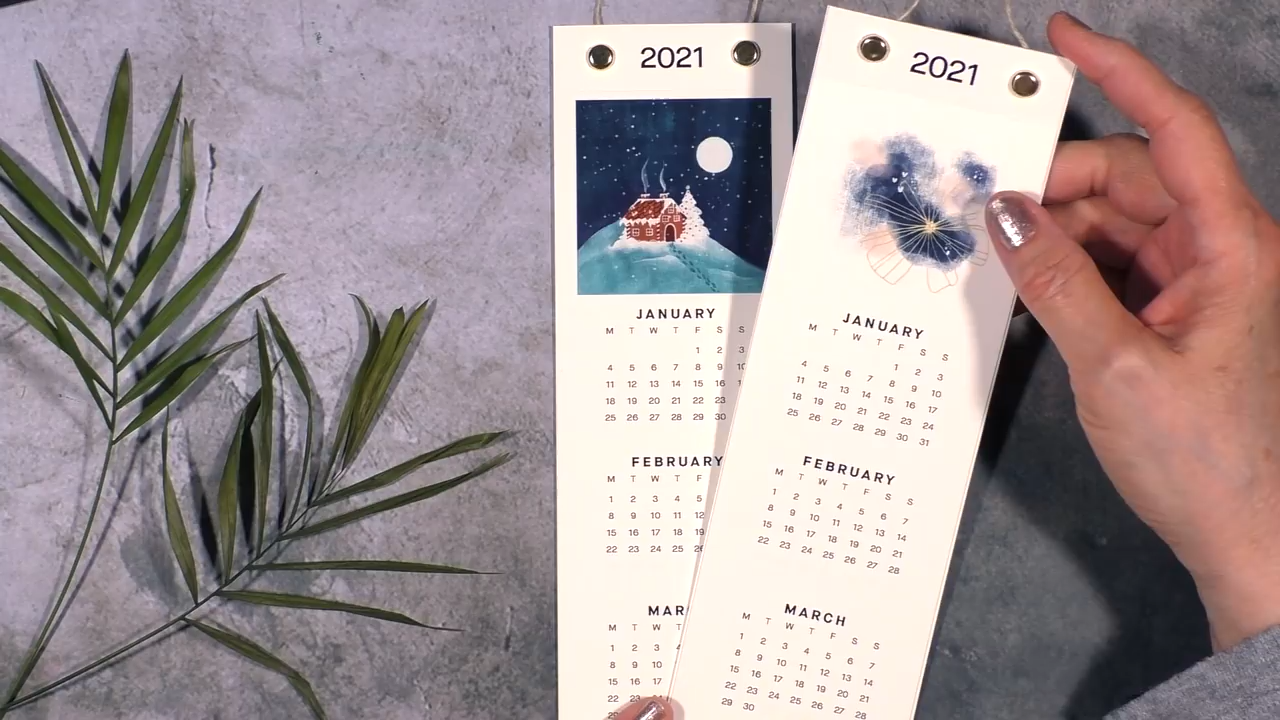 2021
JANUARY
M T W T F S S
1 2 3
4 5 6 7 8 9 10
11 12 13 14 15 16 1
18 19 20 21 22 23
25 26 27 28 29 30
FEBRUARY
M T W T F
1 2 3 4 5
8 9 10 11 12
15 16 17 18 19
22 23 24 25 26
MAR
M T W T
1 2 3 4
8 9 10
15 16 17
22 23 24
2021
JANUARY
M T W T F S S
1 2 3
4 5 6 7 8 9 10
11 12 13 14 15 16 17
18 19 20 21 22 23 24
25 26 27 28 29 30 31
FEBRUARY
M T W T F S S
1 2 3 4 5 6 7
8 9 10 11 12 13 14
15 16 17 18 19 20 21
22 23 24 25 26 27 28
MARCH
M T W T F S S
1 2 3 4 5 6 7
8 9 10 11 12 13 14
15 16 17 18 19 20 21
22 23 24 25 26 27 28
29 30